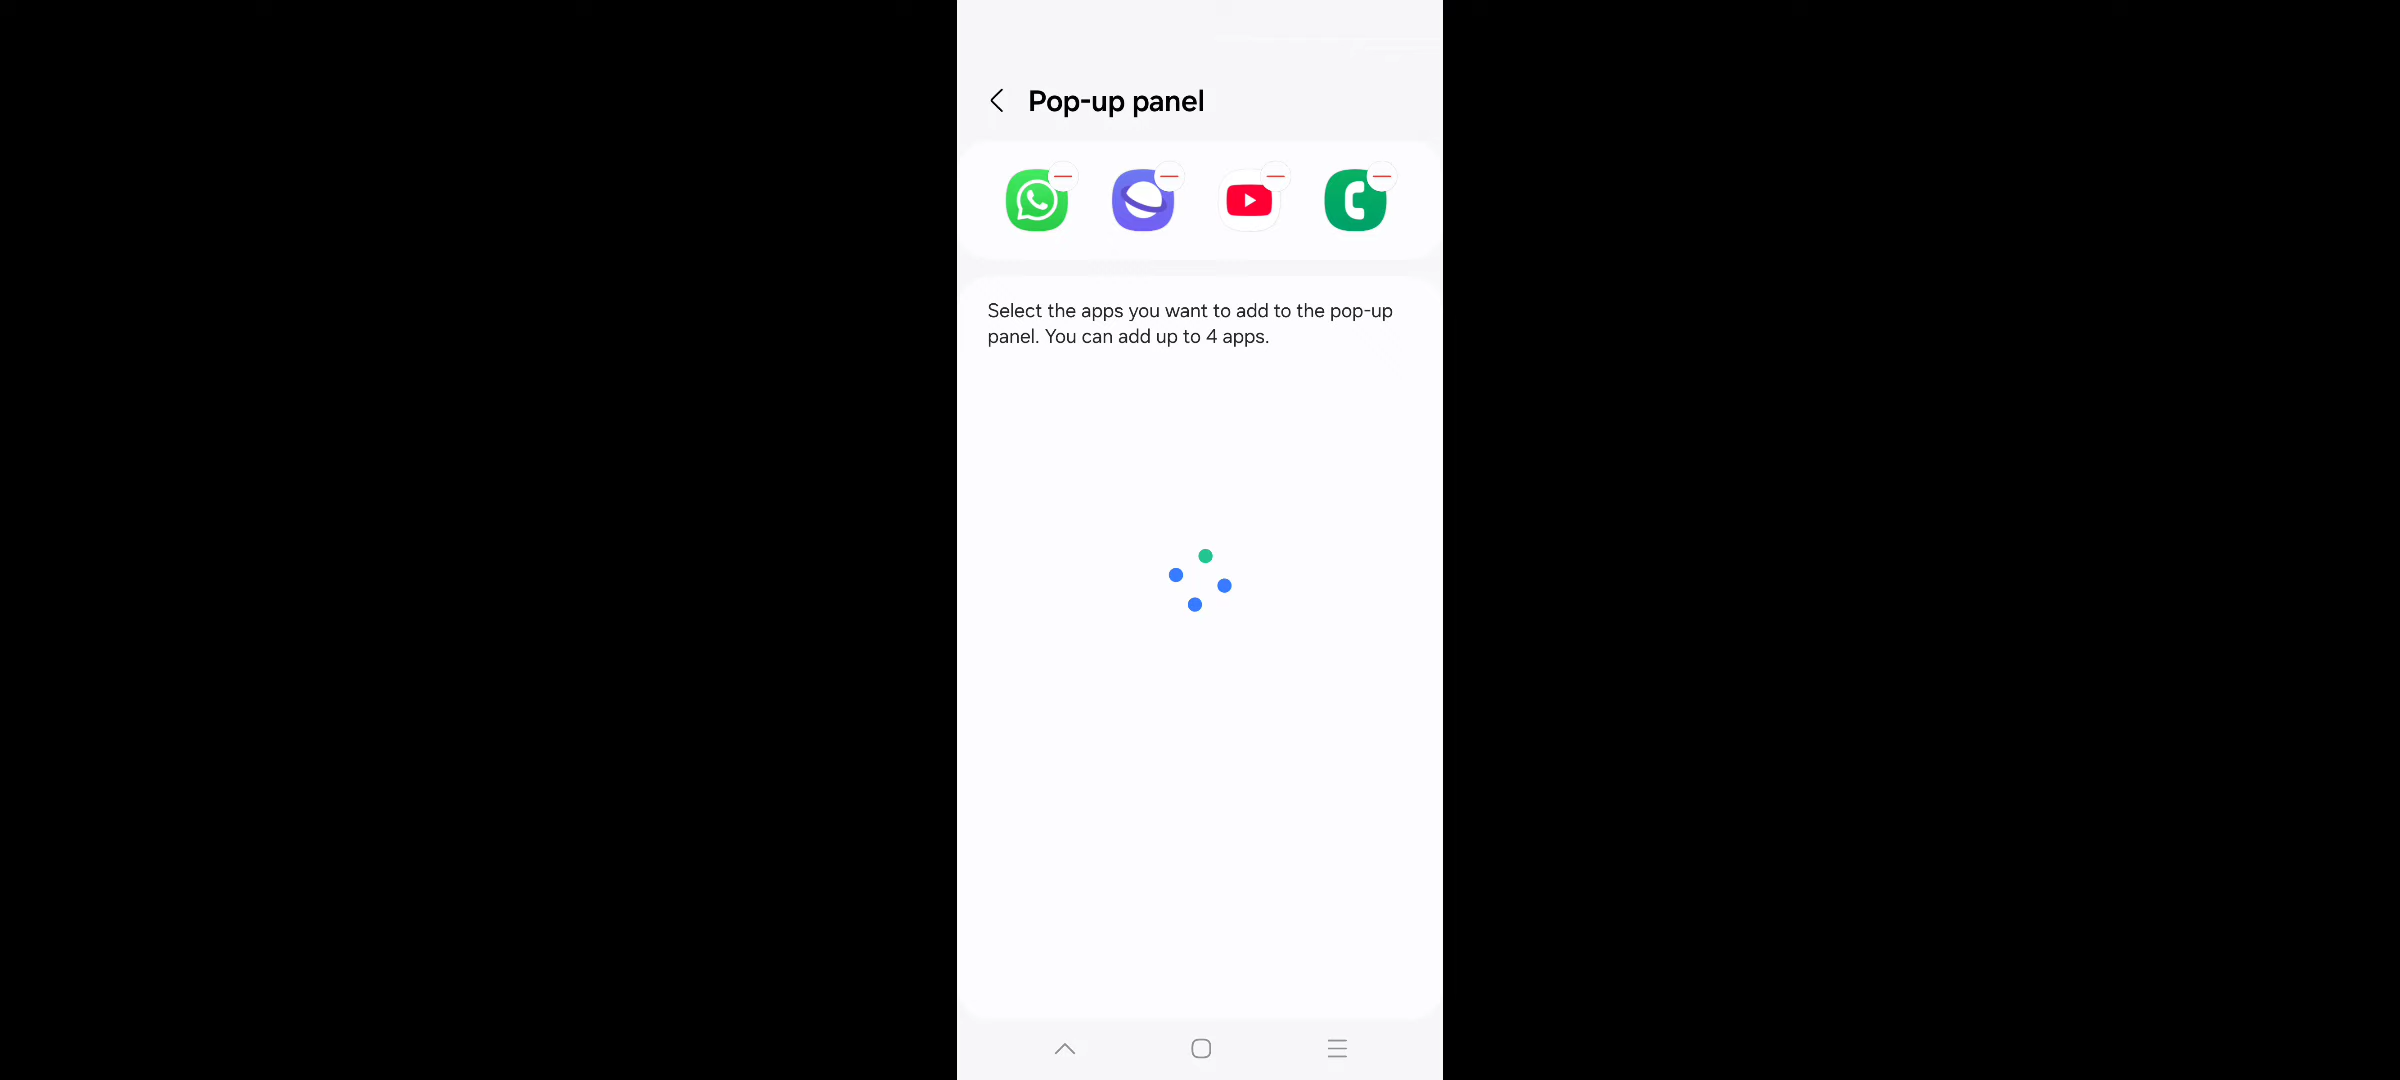 Pop-up panel
Select the apps you want to add to the pop-up
panel. You can add up to 4 apps.